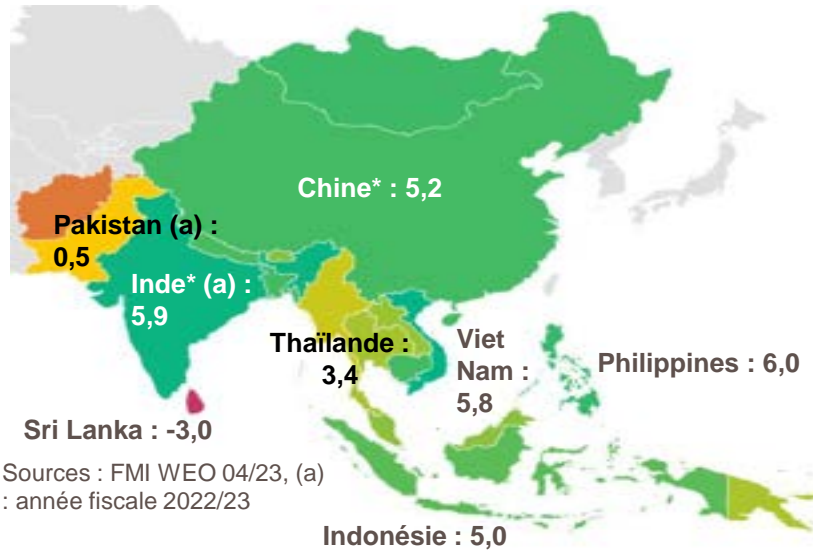 Chine* : 5,2
Pakistan (a) :
0,5
Inde* (a) :
5,9
Thaïlande :
3,4
Viet
Nam :
5,8
Philippines : 6,0
Sri Lanka : -3,0
Sources : FMI WEO 04/23, (a)
: année fiscale 2022/23
Indonésie : 5,0